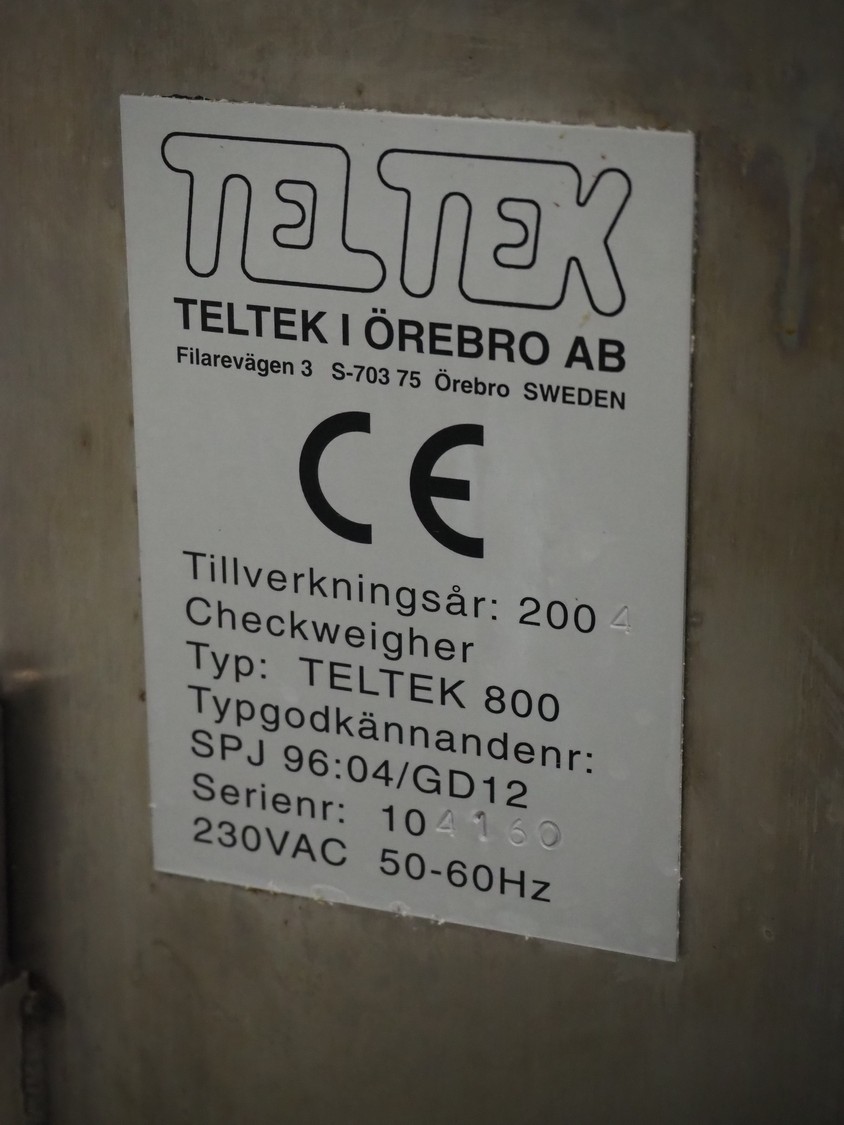 TELTEK
TELTEK I ÖREBRO AB
Filarevägen 3 S-703 75 Örebro SWEDEN
CE
Tillverkningsår: 2004
Checkweigher
Typ: TELTEK 800
Typgodkännandenr:
SPJ 96:04/GD12
Serienr: 104160
230VAC 50-60Hz